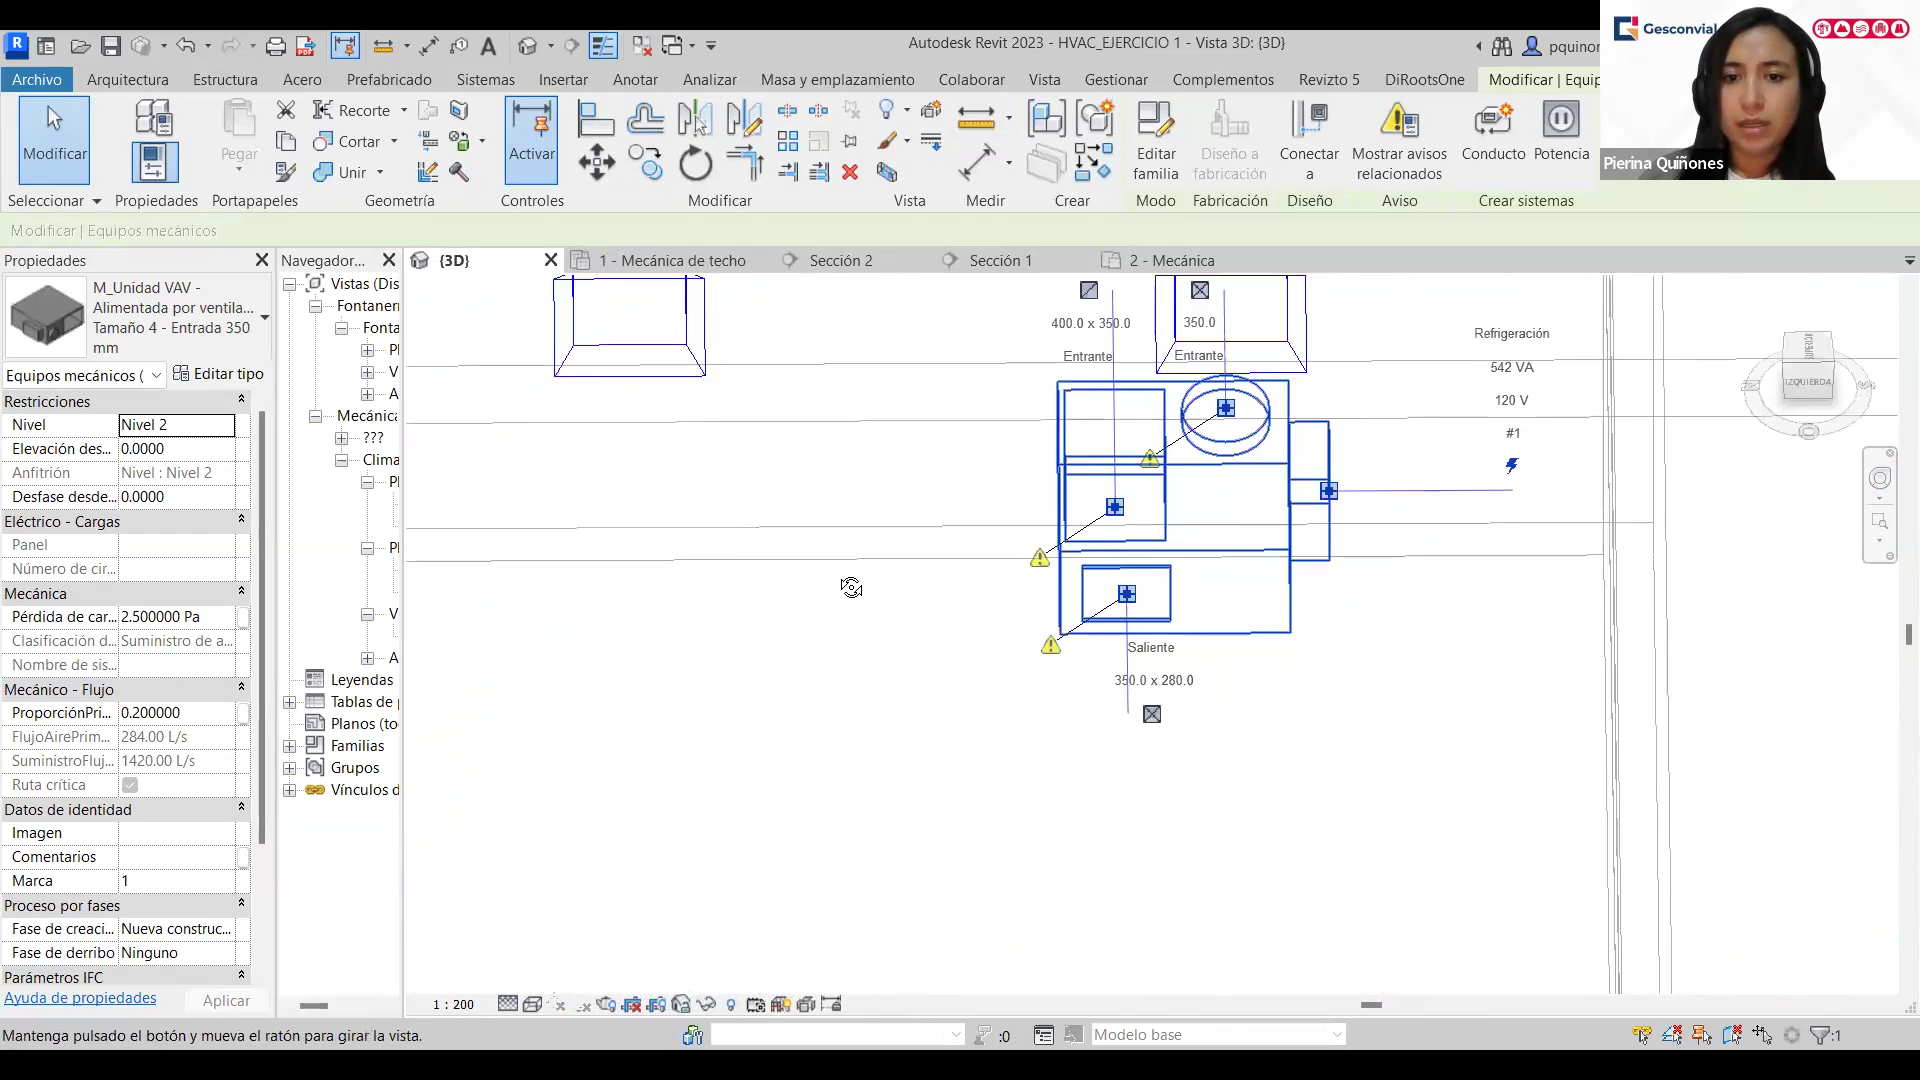 Autodesk Revit 2023 - HVAC_EJERCICIO 1 - Vista 3D: {3D}
pquinor
Gesconvial
Archivo
Arquitectura
Estructura
Acero
Prefabricado
Sistemas
Insertar
Anotar
Analizar
Masa y emplazamiento
Colaborar
Vista
Gestionar
Complementos
Revizto 5
DiRootsOne
Modificar | Equip
Modificar
Pegar
Recorte
Cortar
Unir
Activar
Editar
familia
Diseño a
fabricación
Conectar
a
Mostrar avisos
relacionados
Conducto
Potencia
Pierina Quiñones
Seleccionar
Propiedades
Portapapeles
Geometría
Controles
Modificar
Vista
Medir
Crear
Modo
Fabricación
Diseño
Aviso
Crear sistemas
Modificar | Equipos mecánicos
Propiedades
M_Unidad VAV -
Alimentada por ventila...
Tamaño 4 - Entrada 350
mm
Equipos mecánicos (
Editar tipo
Restricciones
Nivel
Nivel 2
Elevación des...
0.0000
Anfitrión
Nivel : Nivel 2
Desfase desde...
0.0000
Eléctrico - Cargas
Panel
Número de cir...
Mecánica
Pérdida de car...
2.500000 Pa
Clasificación d...
Suministro de a...
Nombre de sis...
Mecánico - Flujo
ProporciónPri...
0.200000
FlujoAirePrim...
284.00 L/s
SuministroFluj...
1420.00 L/s
Ruta crítica
Datos de identidad
Imagen
Comentarios
Marca
1
Proceso por fases
Fase de creaci...
Nueva construc...
Fase de derribo
Ninguno
Parámetros IFC
Ayuda de propiedades
Aplicar
Navegador...
Vistas (Dis
Fontaner
Fonta
Pl
V
A
Mecánica
???
Clima
Pl
Pl
V
A
Leyendas
Tablas de p
Planos (to
Familias
Grupos
Vínculos d
{3D}
1 - Mecánica de techo
Sección 2
Sección 1
2 - Mecánica
400.0 x 350.0
350.0
Entrante
Entrante
Refrigeración
542 VA
120 V
#1
Saliente
350.0 x 280.0
IZQUIERDA
1 : 200
Mantenga pulsado el botón y mueva el ratón para girar la vista.
:0
Modelo base
:1